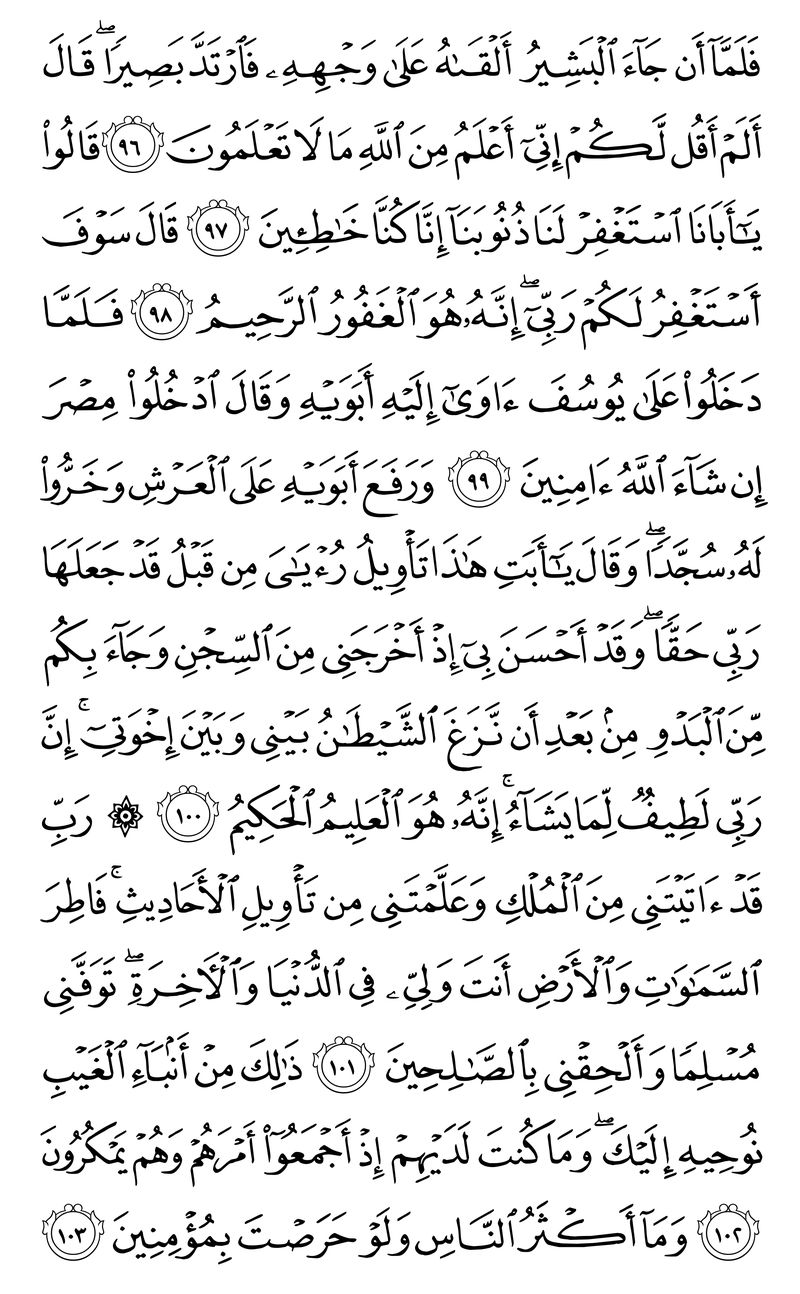 فَلَمَّآ أَن جَآءَ ٱلۡبَشِيرُ أَلۡقَىٰهُ عَلَىٰ وَجۡهِهِۦ فَٱرۡتَدَّ بَصِيرٗاۖ قَالَ
أَلَمۡ أَقُل لَّكُمۡ إِنِّيٓ أَعۡلَمُ مِنَ ٱللَّهِ مَا لَا تَعۡلَمُونَ ٩٦ قَالُواْ
يَٰٓأَبَانَا ٱسۡتَغۡفِرۡ لَنَا ذُنُوبَنَآ إِنَّا كُنَّا خَٰطِـِٔينَ ٩٧ قَالَ سَوۡفَ
أَسۡتَغۡفِرُ لَكُمۡ رَبِّيٓۖ إِنَّهُۥ هُوَ ٱلۡغَفُورُ ٱلرَّحِيمُ ٩٨ فَلَمَّا
دَخَلُواْ عَلَىٰ يُوسُفَ ءَاوَىٰٓ إِلَيۡهِ أَبَوَيۡهِ وَقَالَ ٱدۡخُلُواْ مِصۡرَ
إِن شَآءَ ٱللَّهُ ءَامِنِينَ ٩٩ وَرَفَعَ أَبَوَيۡهِ عَلَى ٱلۡعَرۡشِ وَخَرُّواْ
لَهُۥ سُجَّدٗاۖ وَقَالَ يَٰٓأَبَتِ هَٰذَا تَأۡوِيلُ رُءۡيَٰيَ مِن قَبۡلُ قَدۡ جَعَلَهَا
رَبِّي حَقّٗاۖ وَقَدۡ أَحۡسَنَ بِيٓ إِذۡ أَخۡرَجَنِي مِنَ ٱلسِّجۡنِ وَجَآءَ بِكُم
مِّنَ ٱلۡبَدۡوِ مِنۢ بَعۡدِ أَن نَّزَغَ ٱلشَّيۡطَٰنُ بَيۡنِي وَبَيۡنَ إِخۡوَتِيٓۚ إِنَّ
رَبِّي لَطِيفٞ لِّمَا يَشَآءُۚ إِنَّهُۥ هُوَ ٱلۡعَلِيمُ ٱلۡحَكِيمُ ١٠٠ ۞ رَبِّ
قَدۡ ءَاتَيۡتَنِي مِنَ ٱلۡمُلۡكِ وَعَلَّمۡتَنِي مِن تَأۡوِيلِ ٱلۡأَحَادِيثِۚ فَاطِرَ
ٱلسَّمَٰوَٰتِ وَٱلۡأَرۡضِ أَنتَ وَلِيِّۦ فِي ٱلدُّنۡيَا وَٱلۡأٓخِرَةِۖ تَوَفَّنِي
مُسۡلِمٗا وَأَلۡحِقۡنِي بِٱلصَّٰلِحِينَ ١٠١ ذَٰلِكَ مِنۡ أَنۢبَآءِ ٱلۡغَيۡبِ
نُوحِيهِ إِلَيۡكَۖ وَمَا كُنتَ لَدَيۡهِمۡ إِذۡ أَجۡمَعُوٓاْ أَمۡرَهُمۡ وَهُمۡ يَمۡكُرُونَ
١٠٢ وَمَآ أَكۡثَرُ ٱلنَّاسِ وَلَوۡ حَرَصۡتَ بِمُؤۡمِنِينَ ١٠٣